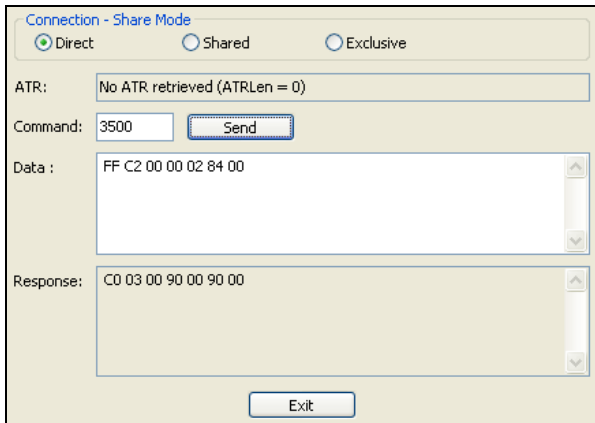 Connection - Share Mode
Direct Shared Exclusive
ATR: No ATR retrieved (ATRLen = 0)
Command: 3500 Send
Data : FF C2 00 00 02 84 00
Response: C0 03 00 90 00 90 00
Exit